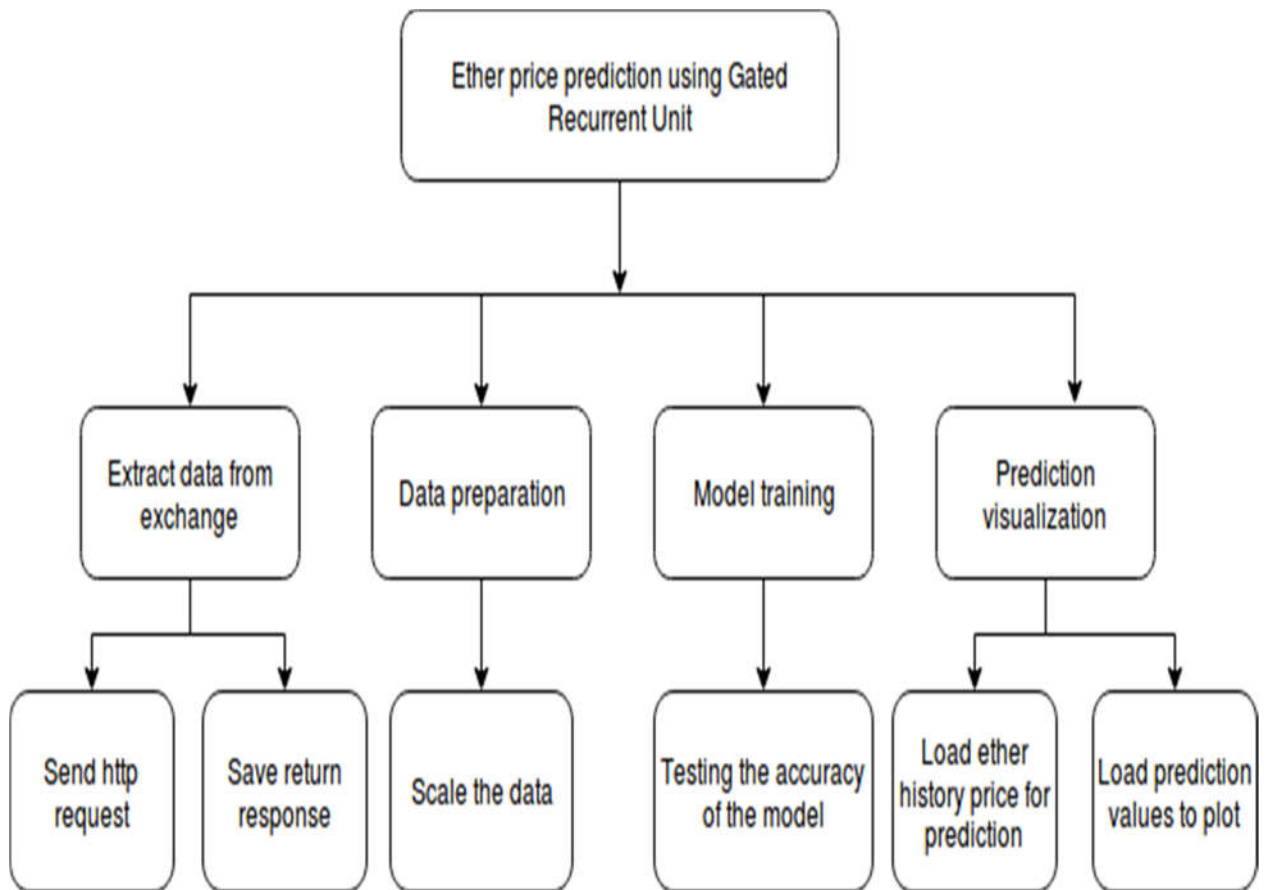 Ether price prediction using Gated
Recurrent Unit
Extract data from
exchange
Data preparation
Model training
Prediction
visualization
Send http
request
Save return
response
Scale the data
Testing the accuracy
of the model
Load ether
history price for
prediction
Load prediction
values to plot